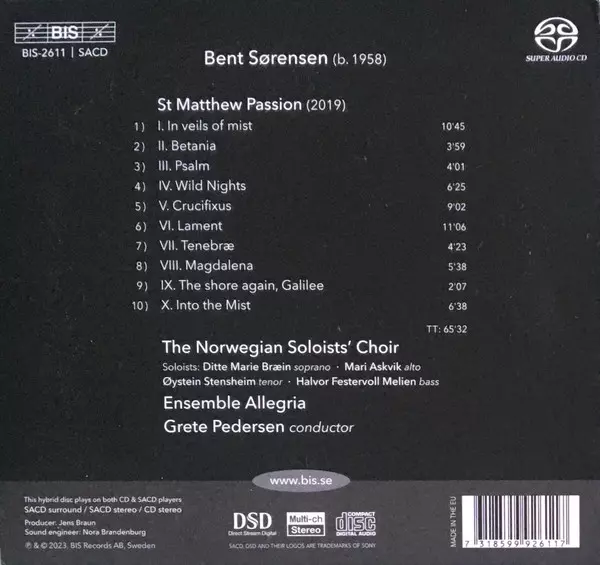 BIS
BIS-2611 | SACD
SUPER AUDIO CD
Bent Sørensen (b. 1958)
St Matthew Passion (2019)
1) I. In veils of mist 10'45
2) II. Betania 3'59
3) III. Psalm 4'01
4) IV. Wild Nights 6'25
5) V. Crucifixus 9'02
6) VI. Lament 11'06
7) VII. Tenebræ 4'23
8) VIII. Magdalena 5'38
9) IX. The shore again, Galilee 2'07
10) X. Into the Mist 6'38
TT: 65'32
The Norwegian Soloists' Choir
Soloists: Ditte Marie Bræin soprano · Mari Askvik alto
Øystein Stensheim tenor · Halvor Festervoll Melien bass
Ensemble Allegria
Grete Pedersen conductor
www.bis.se
This hybrid disc plays on both CD & SACD players
SACD surround / SACD stereo / CD stereo
Producer: Jens Braun
Sound engineer: Nora Brandenburg
℗ & © 2023, BIS Records AB, Sweden
DSD
Direct Stream Digital
Multi-ch
Stereo
COMPACT
disc
DIGITAL AUDIO
SACD, DSD AND THEIR LOGOS ARE TRADEMARKS OF SONY
MADE IN THE EU
7 318599 926117